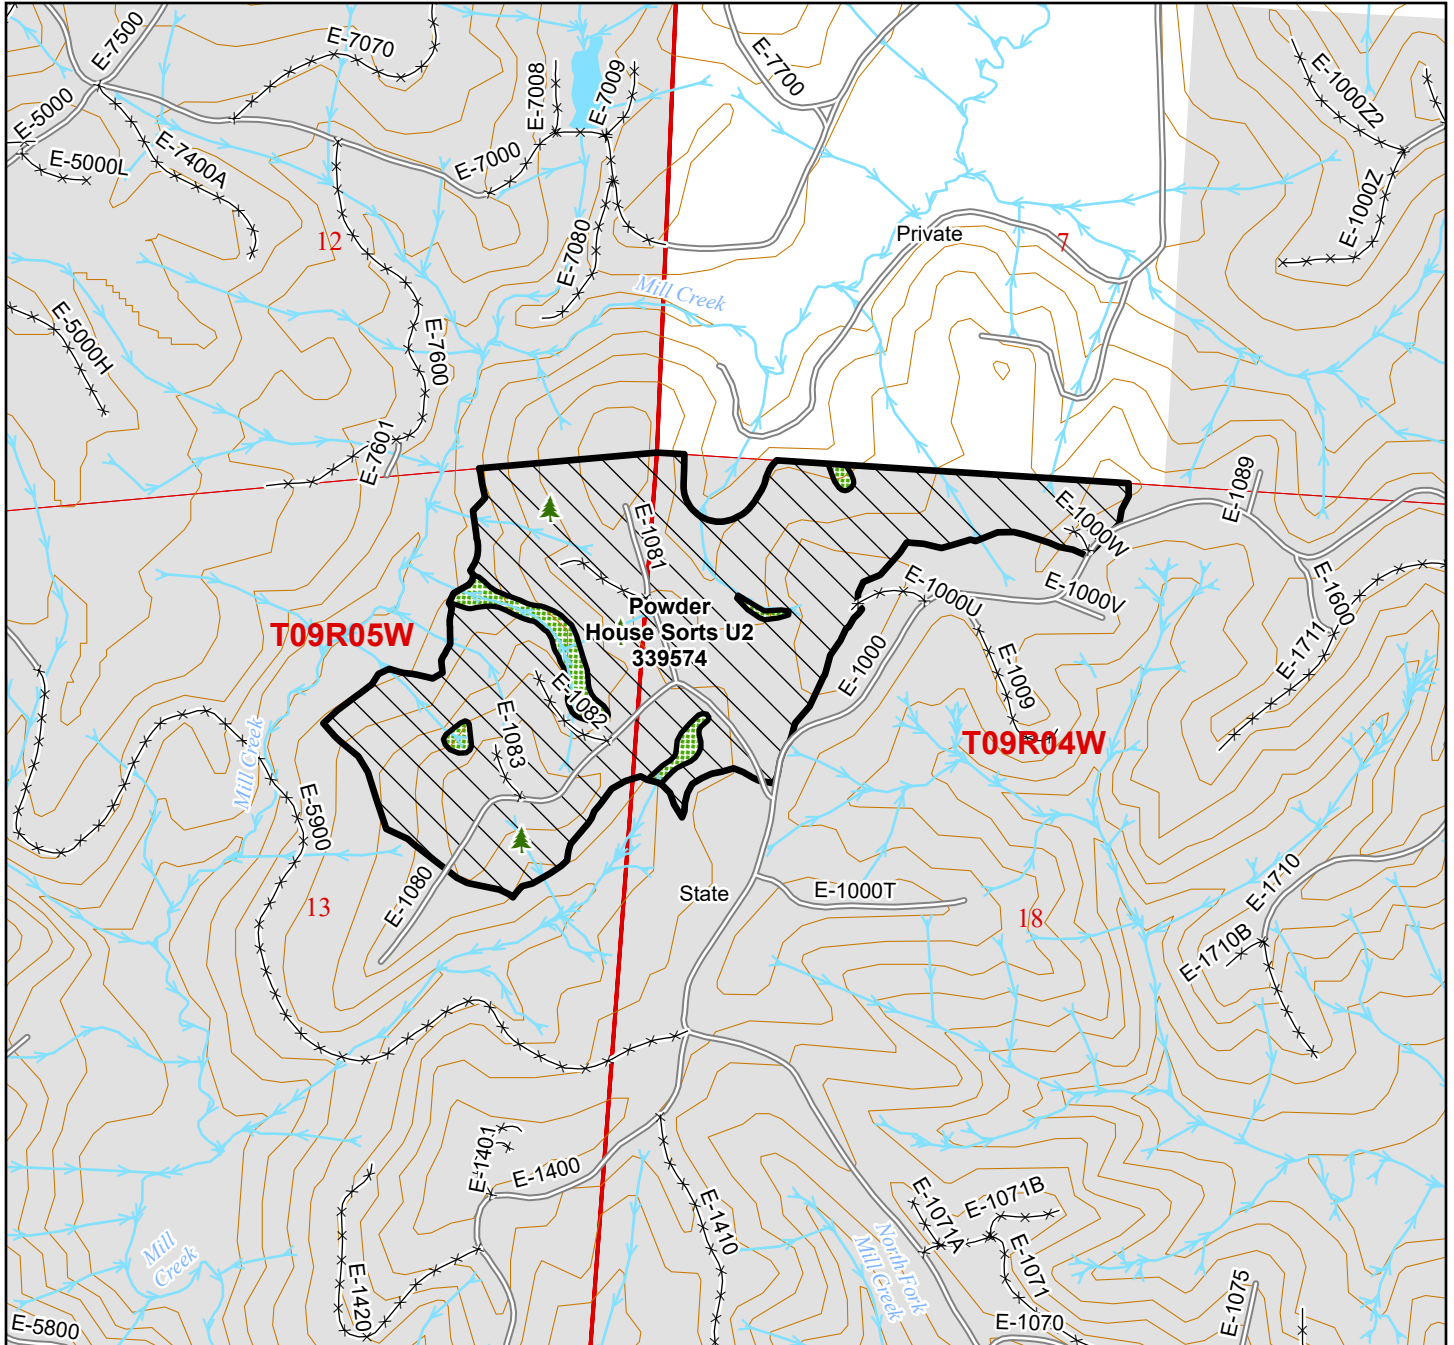 E-7500
E-7070
E-7008
E-7009
E-7700
E-1000Z2
E-5000
E-5000L
E-7400A
E-7000
E-1000Z
12
E-7080
Private
7
Mill Creek
E-5000H
E-7600
E-7601
E-1089
E-1081
E-1000W
E-1000U
E-1000V
E-1600
Powder
House Sorts U2
339574
T09R05W
E-1711
E-1000
E-1009
E-1082
E-1083
T09R04W
Mill Creek
E-5900
E-1080
State
E-1000T
E-1710
13
18
E-1710B
E-1401
E-1400
E-1410
E-1071A
E-1071B
E-1071
Mill
Creek
North Fork
Mill Creek
E-1420
E-1075
E-5800
E-1070